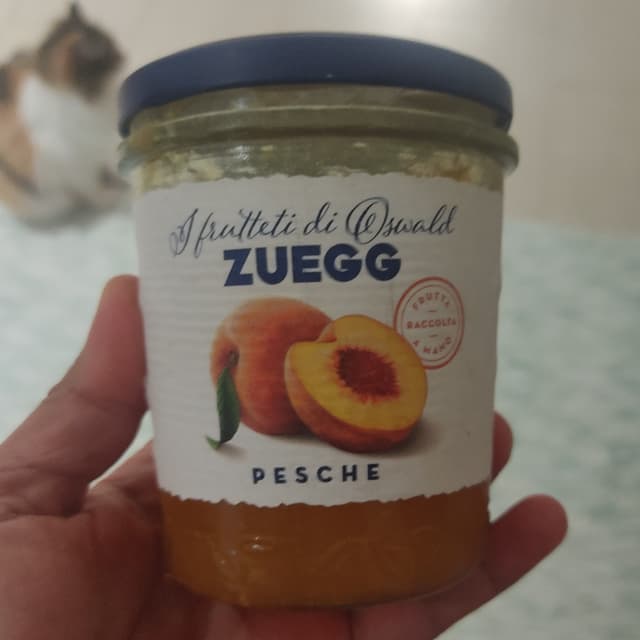 I frutteti di Oswald
ZUEGG
FRUTTA
RACCOLTA
A MANO
PESCHE